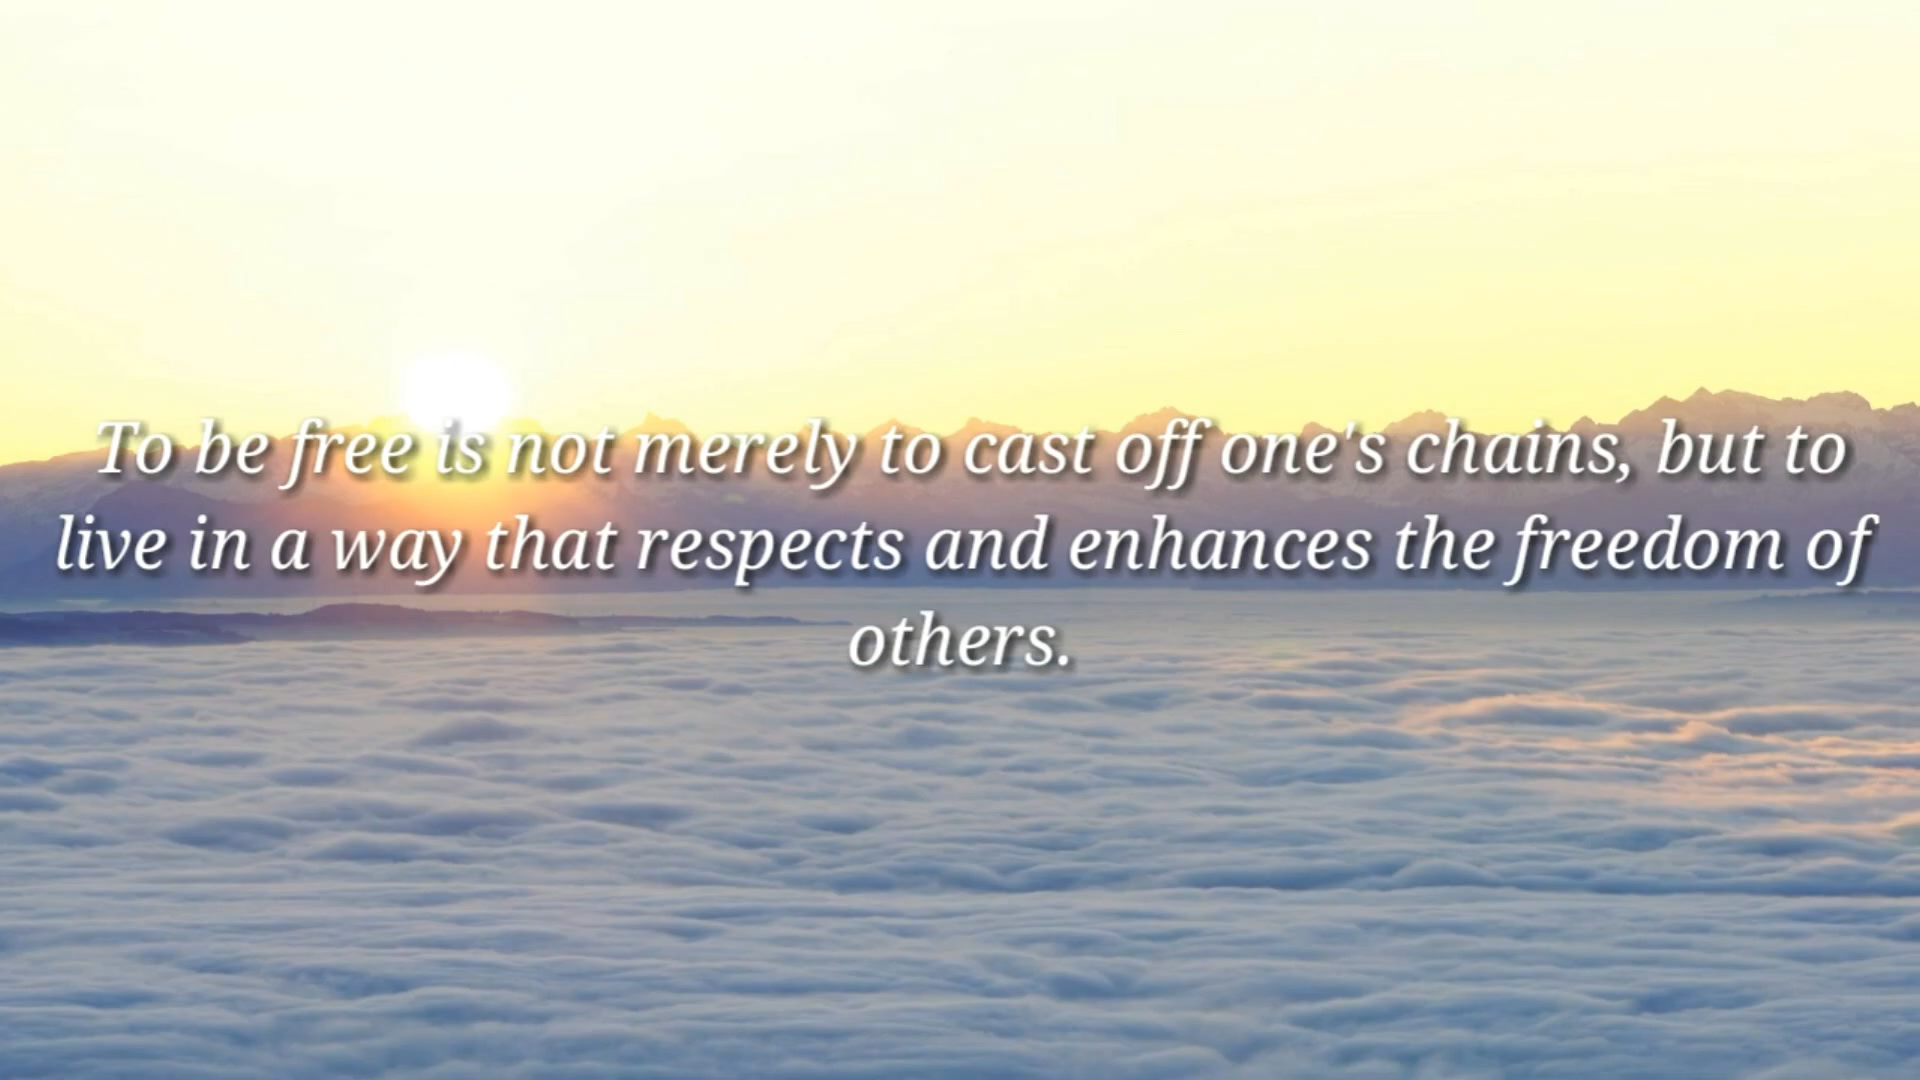 To be free is not merely to cast off one's chains, but to
live in a way that respects and enhances the freedom of
others.